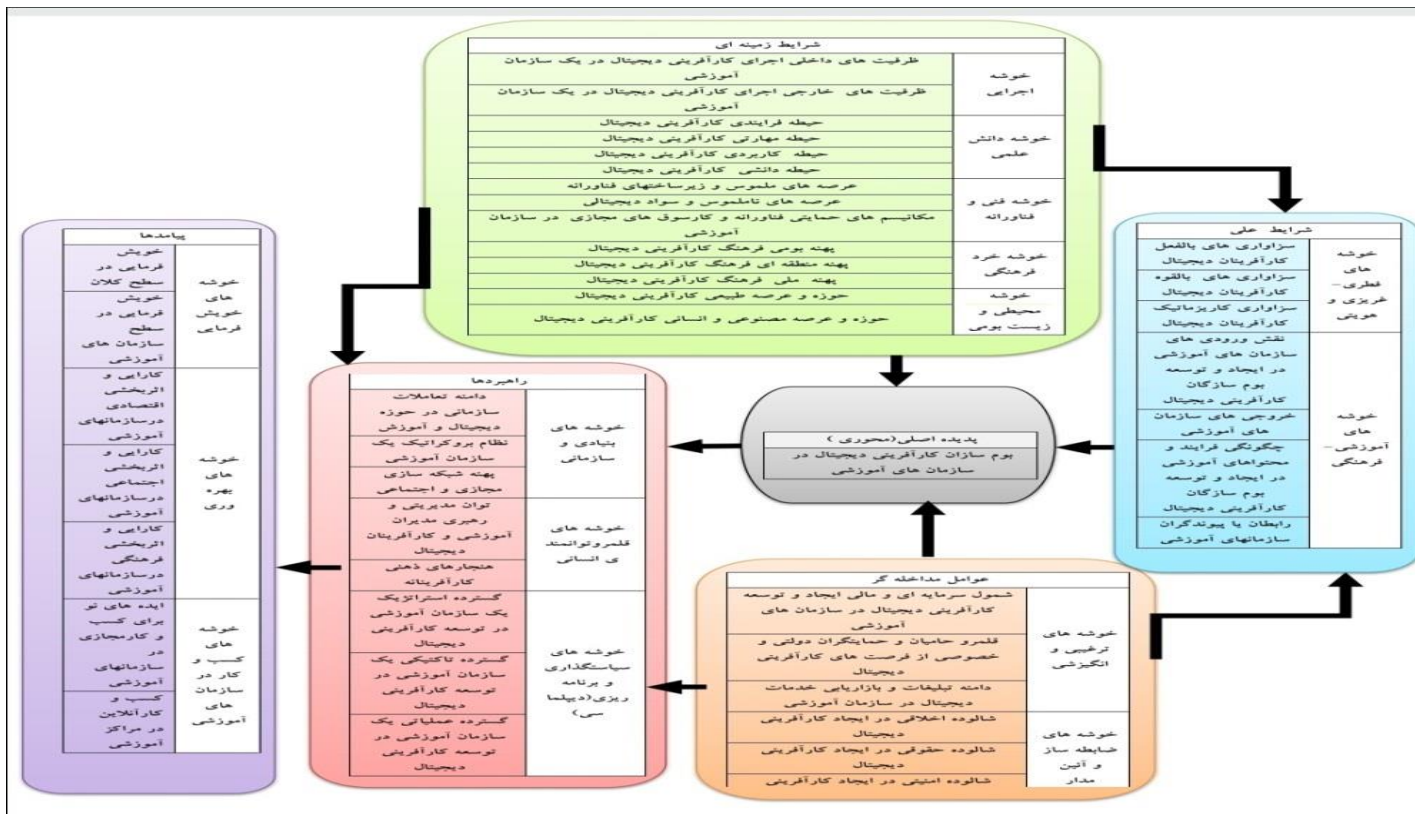 شرایط زمینه ای
خوشه
اجرایی
ظرفیت های داخلی اجرای کارآفرینی دیجیتال در یک سازمان
آموزشی
ظرفیت های خارجی اجرای کارآفرینی دیجیتال در یک سازمان
آموزشی
خوشه دانش
علمی
حیطه فرایندی کارآفرینی دیجیتال
حیطه مهارتی کارآفرینی دیجیتال
حیطه کاربردی کارآفرینی دیجیتال
حیطه دانشی کارآفرینی دیجیتال
خوشه فنی و
فناورانه
عرصه های ملموس و زیرساختهای فناورانه
عرصه های ناملموس و سواد دیجیتالی
مکانیسم های حمایتی فناورانه و کارسوق های مجازی در سازمان
آموزشی
خوشه خرد
فرهنگی
پهنه بومی فرهنگ کارآفرینی دیجیتال
پهنه منطقه ای فرهنگ کارآفرینی دیجیتال
پهنه ملی فرهنگ کارآفرینی دیجیتال
خوشه
محیطی و
زیست بومی
حوزه و عرصه طبیعی کارآفرینی دیجیتال
حوزه و عرصه مصنوعی و انسانی کارآفرینی دیجیتال
شرایط علی
خوشه
های
فطری-
غریزی و
هویتی
سزاواری های بالفعل
کارآفرینان دیجیتال
سزاواری های بالقوه
کارآفرینان دیجیتال
سزاواری کاریزماتیک
کارآفرینان دیجیتال
خوشه
های
آموزشی-
فرهنگی
نقش ورودی های
سازمان های آموزشی
در ایجاد و توسعه
بوم سازگان
کارآفرینی دیجیتال
خروجی های سازمان
های آموزشی
چگونگی فرایند و
محتواهای آموزشی
در ایجاد و توسعه
بوم سازگان
کارآفرینی دیجیتال
رابطان یا پیوندگران
سازمانهای آموزشی
پدیده اصلی(محوری )
بوم سازان کارآفرینی دیجیتال در
سازمان های آموزشی
عوامل مداخله گر
خوشه های
ترغیبی و
انگیزشی
شمول سرمایه ای و مالی ایجاد و توسعه
کارآفرینی دیجیتال در سازمان های
آموزشی
قلمرو حامیان و حمایتگران دولتی و
خصوصی از فرصت های کارآفرینی
دیجیتال
دامنه تبلیغات و بازاریابی خدمات
دیجیتال در سازمان آموزشی
خوشه های
ضابطه ساز
و آئین
مدار
شالوده اخلاقی در ایجاد کارآفرینی
دیجیتال
شالوده حقوقی در ایجاد کارآفرینی
دیجیتال
شالوده امنیتی در ایجاد کارآفرینی
راهبردها
خوشه های
بنیادی و
سازمانی
دامنه تعاملات
سازمانی در حوزه
دیجیتال و آموزش
نظام بروکراتیک یک
سازمان آموزشی
پهنه شبکه سازی
مجازی و اجتماعی
خوشه های
قلمروتوانمند
ی انسانی
توان مدیریتی و
رهبری مدیران
آموزشی و کارآفرینان
دیجیتال
هنجارهای ذهنی
کارآفرینانه
خوشه های
سیاستگذاری
و برنامه
ریزی(دیپلما
سی)
گسترده استراتژیک
یک سازمان آموزشی
در توسعه کارآفرینی
دیجیتال
گسترده تاکتیکی یک
سازمان آموزشی در
توسعه کارآفرینی
دیجیتال
گسترده عملیاتی یک
سازمان آموزشی در
توسعه کارآفرینی
دیجیتال
پیامدها
خوشه
های
خویش
فرمایی
خویش
فرمایی در
سطح کلان
خویش
فرمایی در
سطح
سازمان های
آموزشی
خوشه
های
بهره
وری
کارایی و
اثربخشی
اقتصادی
درسازمانهای
آموزشی
کارایی و
اثربخشی
اجتماعی
درسازمانهای
آموزشی
کارایی و
اثربخشی
فرهنگی
درسازمانهای
آموزشی
خوشه
های
کسب و
کار در
سازمان
های
آموزشی
ایده های نو
برای کسب
و کارمجازی
در
سازمانهای
آموزشی
کسب و
کارآنلاین
در مراکز
آموزشی